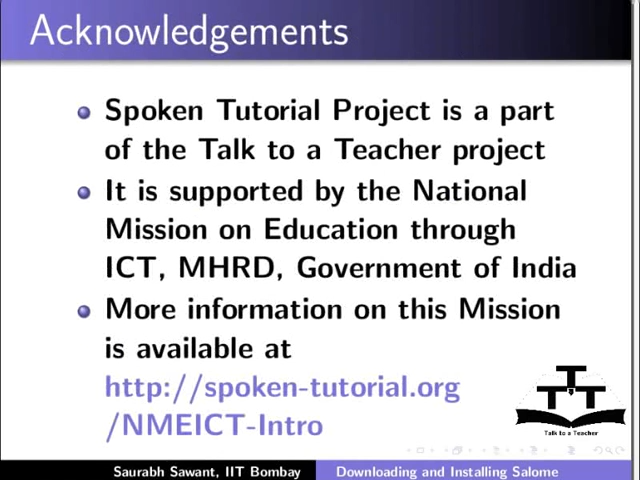 Acknowledgements
Spoken Tutorial Project is a part
of the Talk to a Teacher project
It is supported by the National
Mission on Education through
ICT, MHRD, Government of India
More information on this Mission
is available at
http://spoken-tutorial.org
/NMEICT-Intro
T T T
Talk to a Teacher
Saurabh Sawant, IIT Bombay
Downloading and Installing Salome